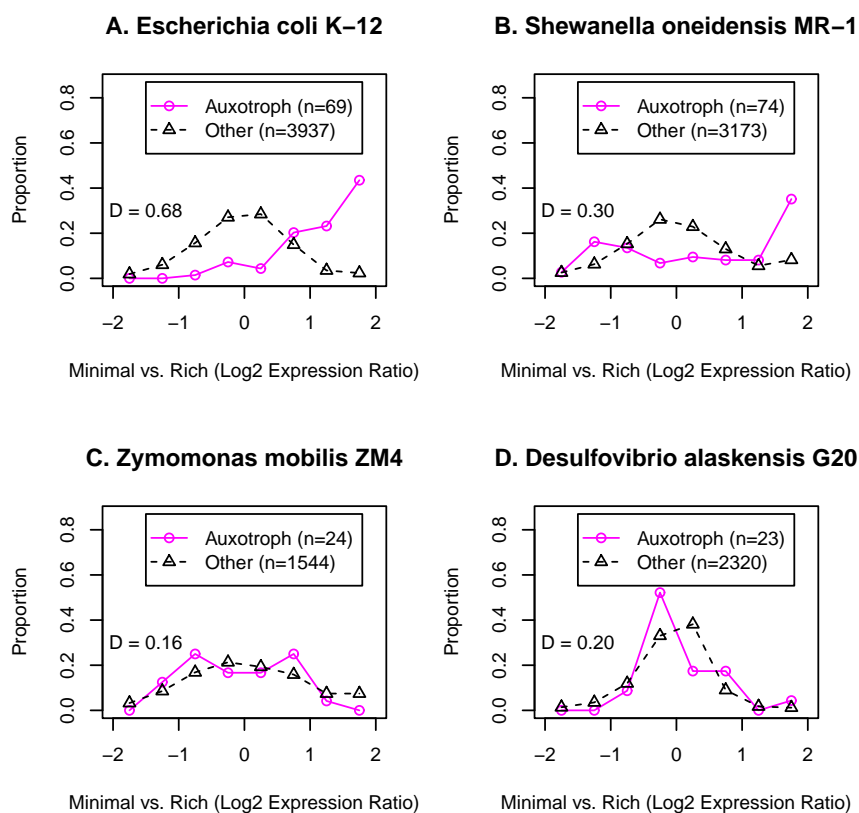 A. Escherichia coli K−12
Proportion
0.0 0.2 0.4 0.6 0.8
Auxotroph (n=69)
Other (n=3937)
D = 0.68
−2 −1 0 1 2
Minimal vs. Rich (Log2 Expression Ratio)
B. Shewanella oneidensis MR−1
Proportion
0.0 0.2 0.4 0.6 0.8
Auxotroph (n=74)
Other (n=3173)
D = 0.30
−2 −1 0 1 2
Minimal vs. Rich (Log2 Expression Ratio)
C. Zymomonas mobilis ZM4
Proportion
0.0 0.2 0.4 0.6 0.8
Auxotroph (n=24)
Other (n=1544)
D = 0.16
−2 −1 0 1 2
Minimal vs. Rich (Log2 Expression Ratio)
D. Desulfovibrio alaskensis G20
Proportion
0.0 0.2 0.4 0.6 0.8
Auxotroph (n=23)
Other (n=2320)
D = 0.20
−2 −1 0 1 2
Minimal vs. Rich (Log2 Expression Ratio)